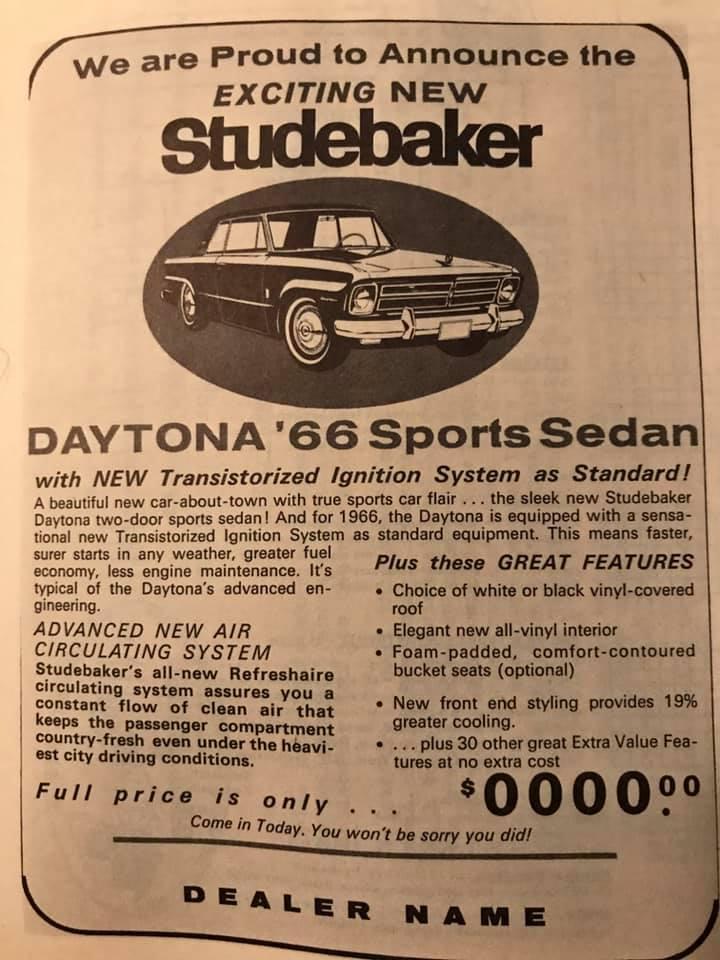 We are Proud to Announce the
EXCITING NEW
Studebaker
DAYTONA '66 Sports Sedan
with NEW Transistorized Ignition System as Standard!
A beautiful new car-about-town with true sports car flair . . . the sleek new Studebaker
Daytona two-door sports sedan! And for 1966, the Daytona is equipped with a sensa-
tional new Transistorized Ignition System as standard equipment. This means faster,
surer starts in any weather, greater fuel
economy, less engine maintenance. It's
typical of the Daytona's advanced en-
gineering.
ADVANCED NEW AIR
CIRCULATING SYSTEM
Studebaker's all-new Refreshaire
circulating system assures you a
constant flow of clean air that
keeps the passenger compartment
country-fresh even under the heavi-
est city driving conditions.
Plus these GREAT FEATURES
• Choice of white or black vinyl-covered
roof
• Elegant new all-vinyl interior
• Foam-padded, comfort-contoured
bucket seats (optional)
• New front end styling provides 19%
greater cooling.
• . . . plus 30 other great Extra Value Fea-
tures at no extra cost
Full price is only . . . $0000.00
Come in Today. You won't be sorry you did!
DEALER NAME